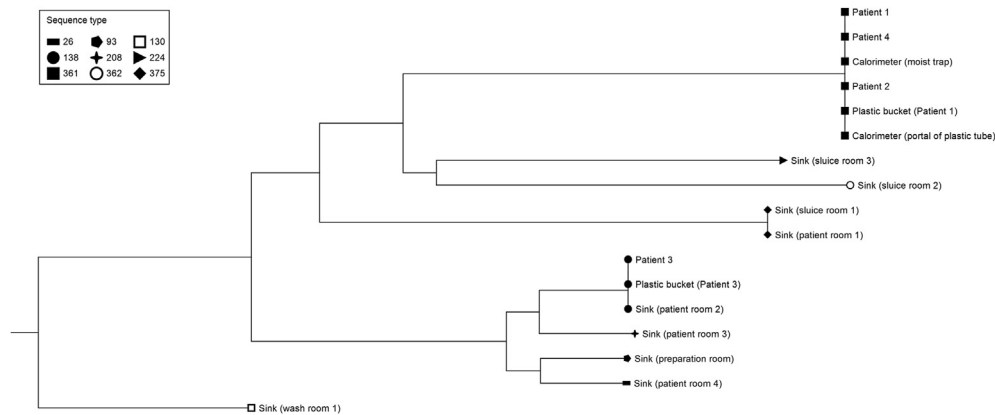 Sequence type
26 93 130
138 208 224
361 362 375
Patient 1
Patient 4
Calorimeter (moist trap)
Patient 2
Plastic bucket (Patient 1)
Calorimeter (portal of plastic tube)
Sink (sluice room 3)
Sink (sluice room 2)
Sink (sluice room 1)
Sink (patient room 1)
Patient 3
Plastic bucket (Patient 3)
Sink (patient room 2)
Sink (patient room 3)
Sink (preparation room)
Sink (patient room 4)
Sink (wash room 1)